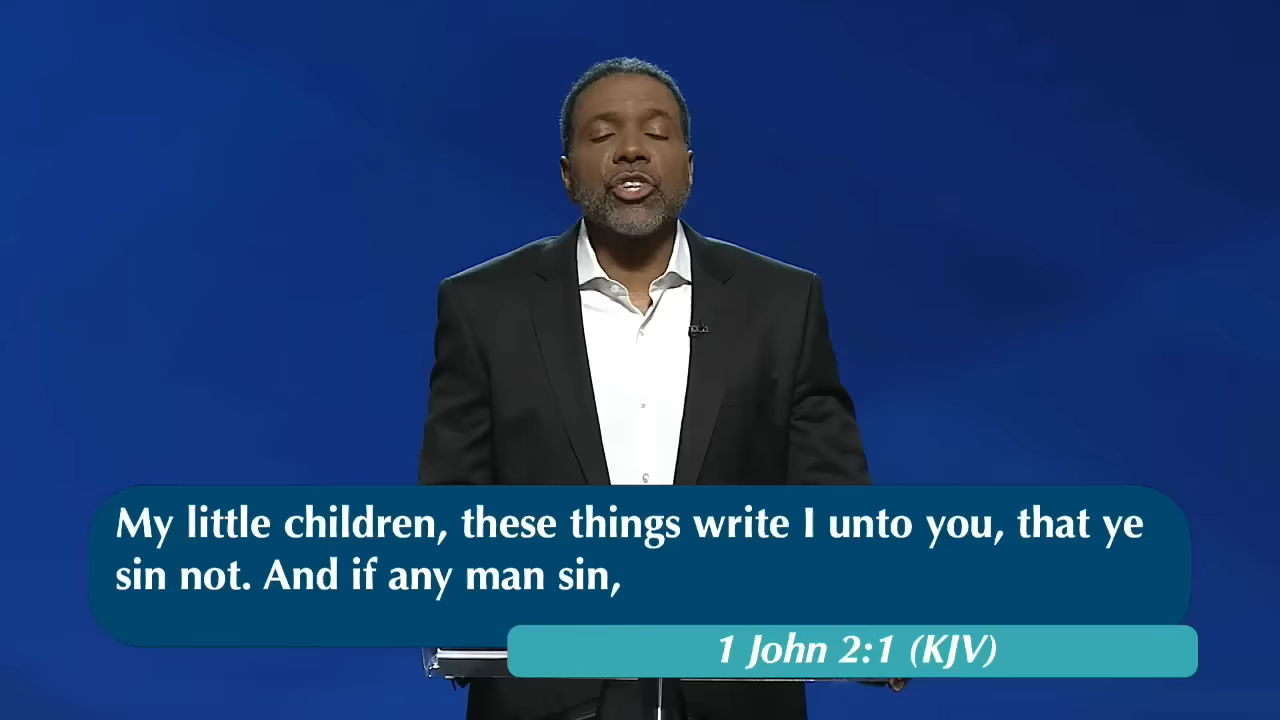 My little children, these things write I unto you, that ye
sin not. And if any man sin,
1 John 2:1 (KJV)